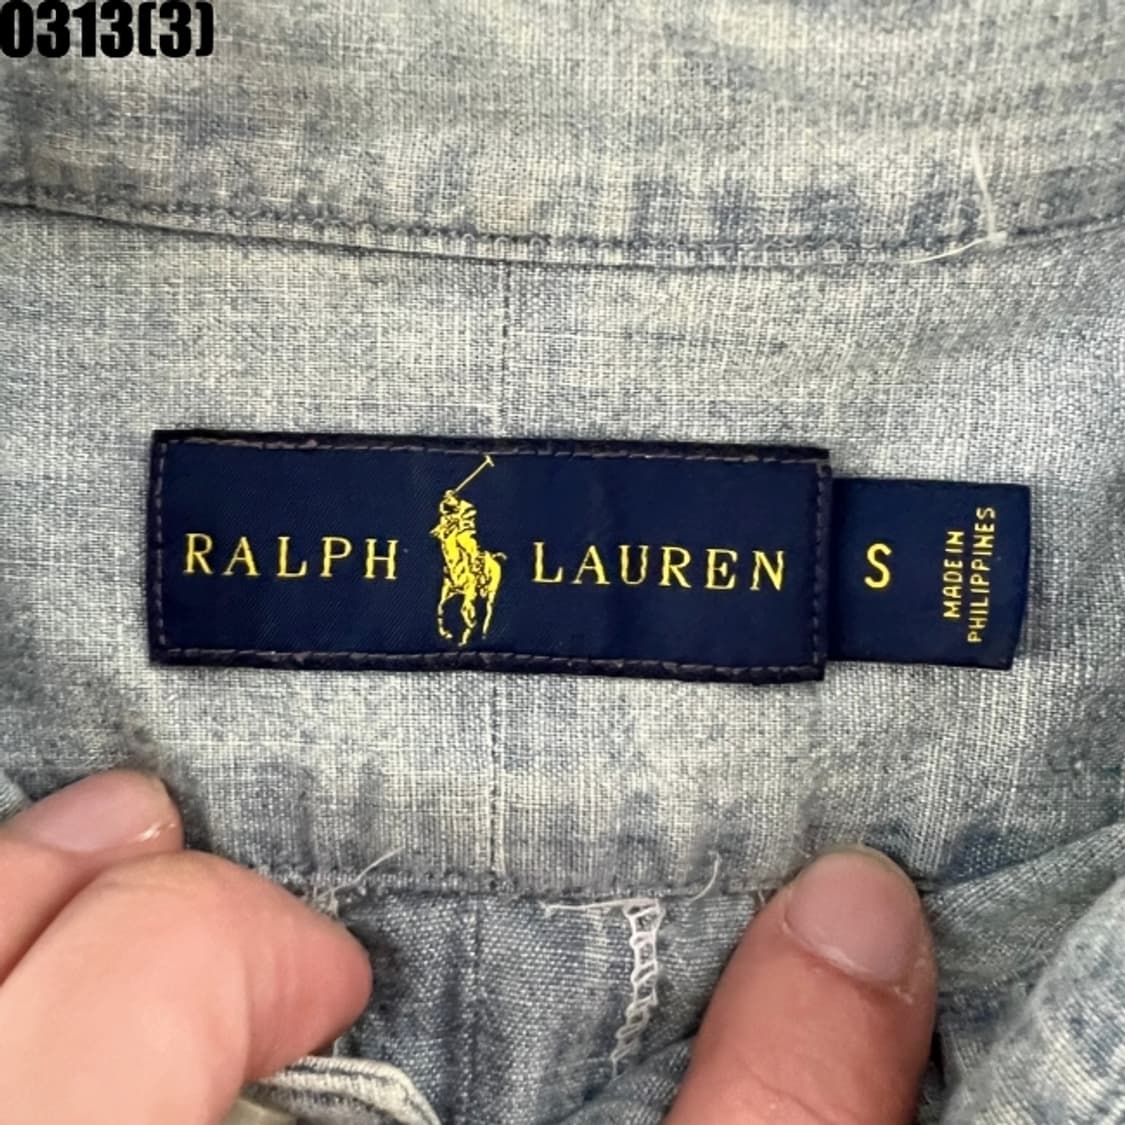 0313(3)
RALPH LAUREN
S
MADE IN
PHILIPPINES